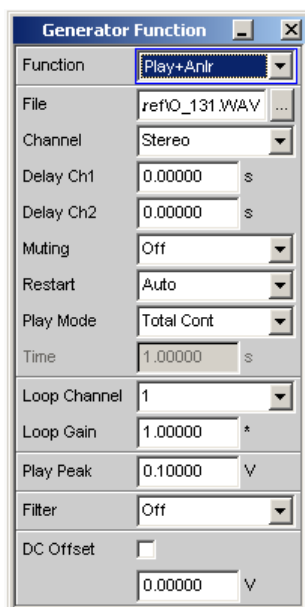 Generator Function
Function Play+Anlr
File ref\O_131.WAV ...
Channel Stereo
Delay Ch1 0.00000 s
Delay Ch2 0.00000 s
Muting Off
Restart Auto
Play Mode Total Cont
Time 1.00000 s
Loop Channel 1
Loop Gain 1.00000 *
Play Peak 0.10000 V
Filter Off
DC Offset
0.00000 V